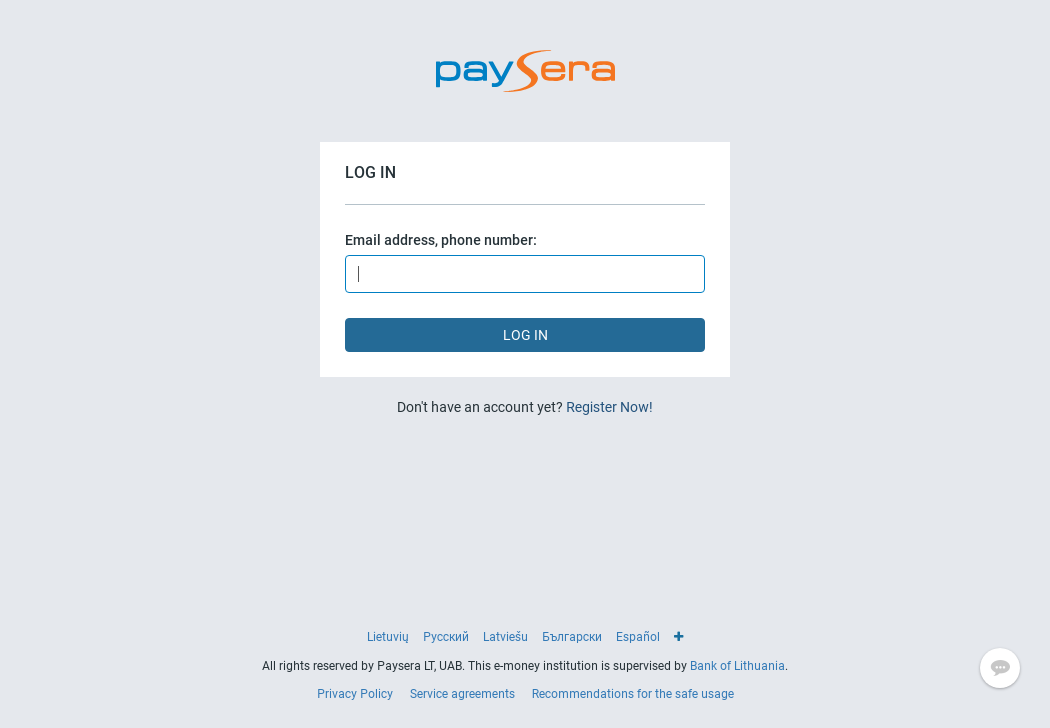 paysera
LOG IN
Email address, phone number:
LOG IN
Don't have an account yet? Register Now!
Lietuvių Русский Latviešu Български Español +
All rights reserved by Paysera LT, UAB. This e-money institution is supervised by Bank of Lithuania.
Privacy Policy Service agreements Recommendations for the safe usage